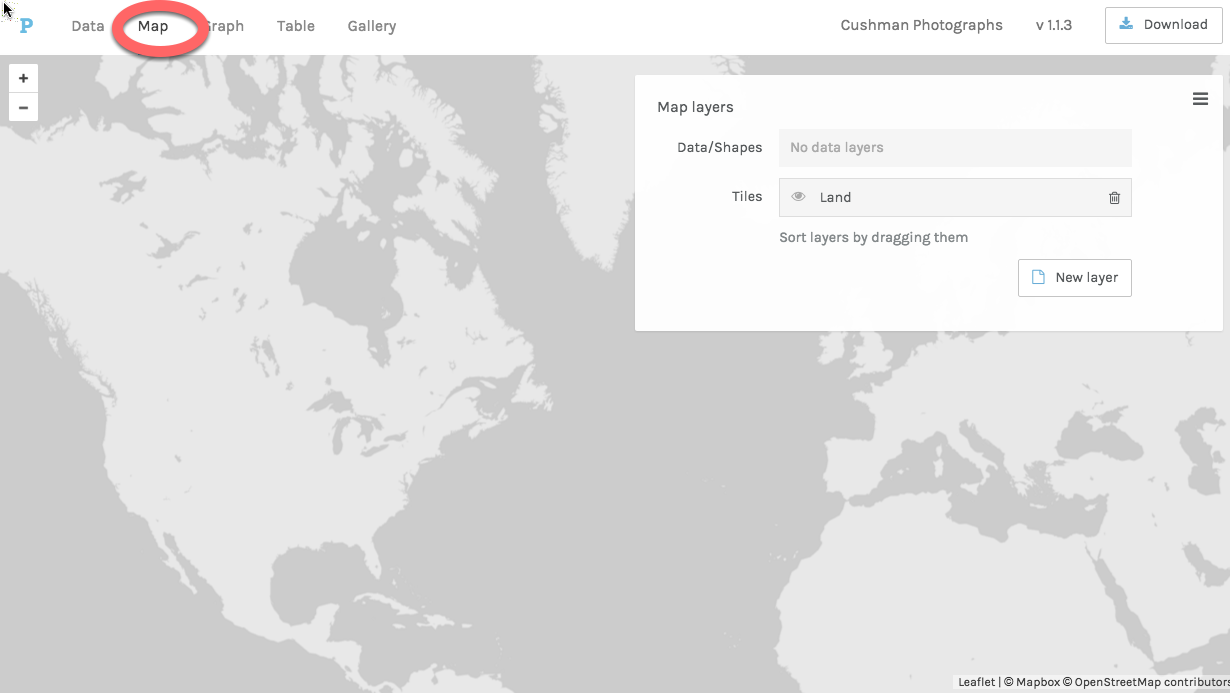 P Data Map Graph Table Gallery Cushman Photographs v 1.1.3 Download
+
−
Map layers
Data/Shapes No data layers
Tiles Land
Sort layers by dragging them
New layer
Leaflet | © Mapbox © OpenStreetMap contributors